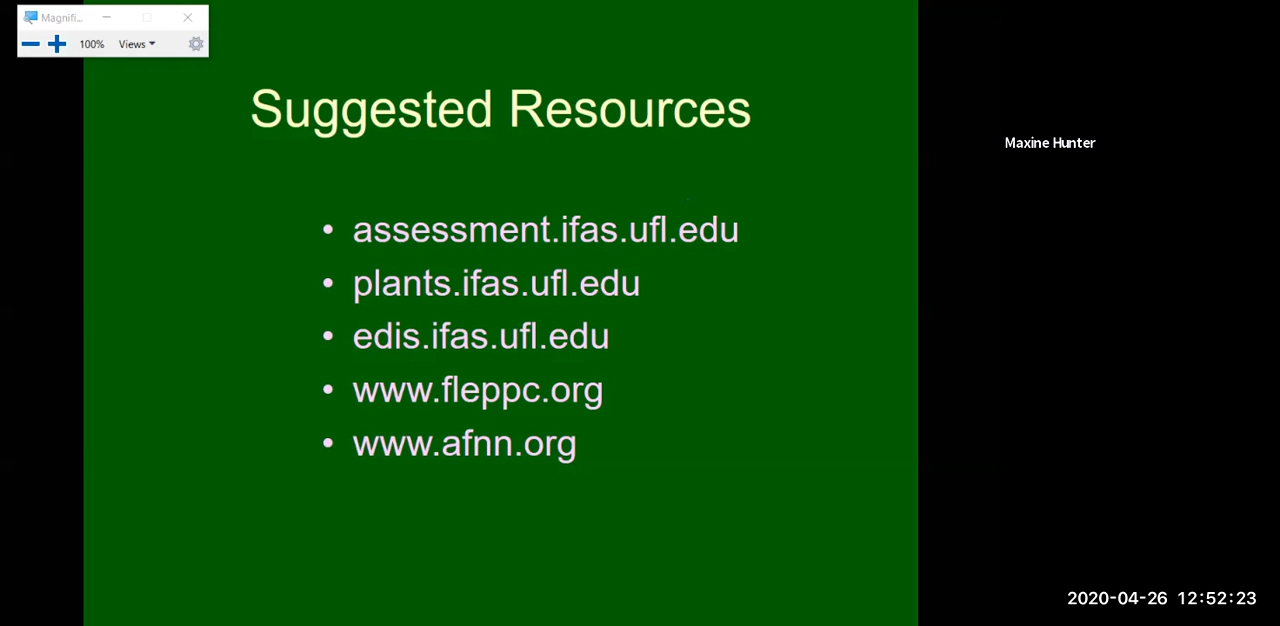 Magnifi...
100% Views
Suggested Resources
Maxine Hunter
• assessment.ifas.ufl.edu
• plants.ifas.ufl.edu
• edis.ifas.ufl.edu
• www.fleppc.org
• www.afnn.org
2020-04-26 12:52:23